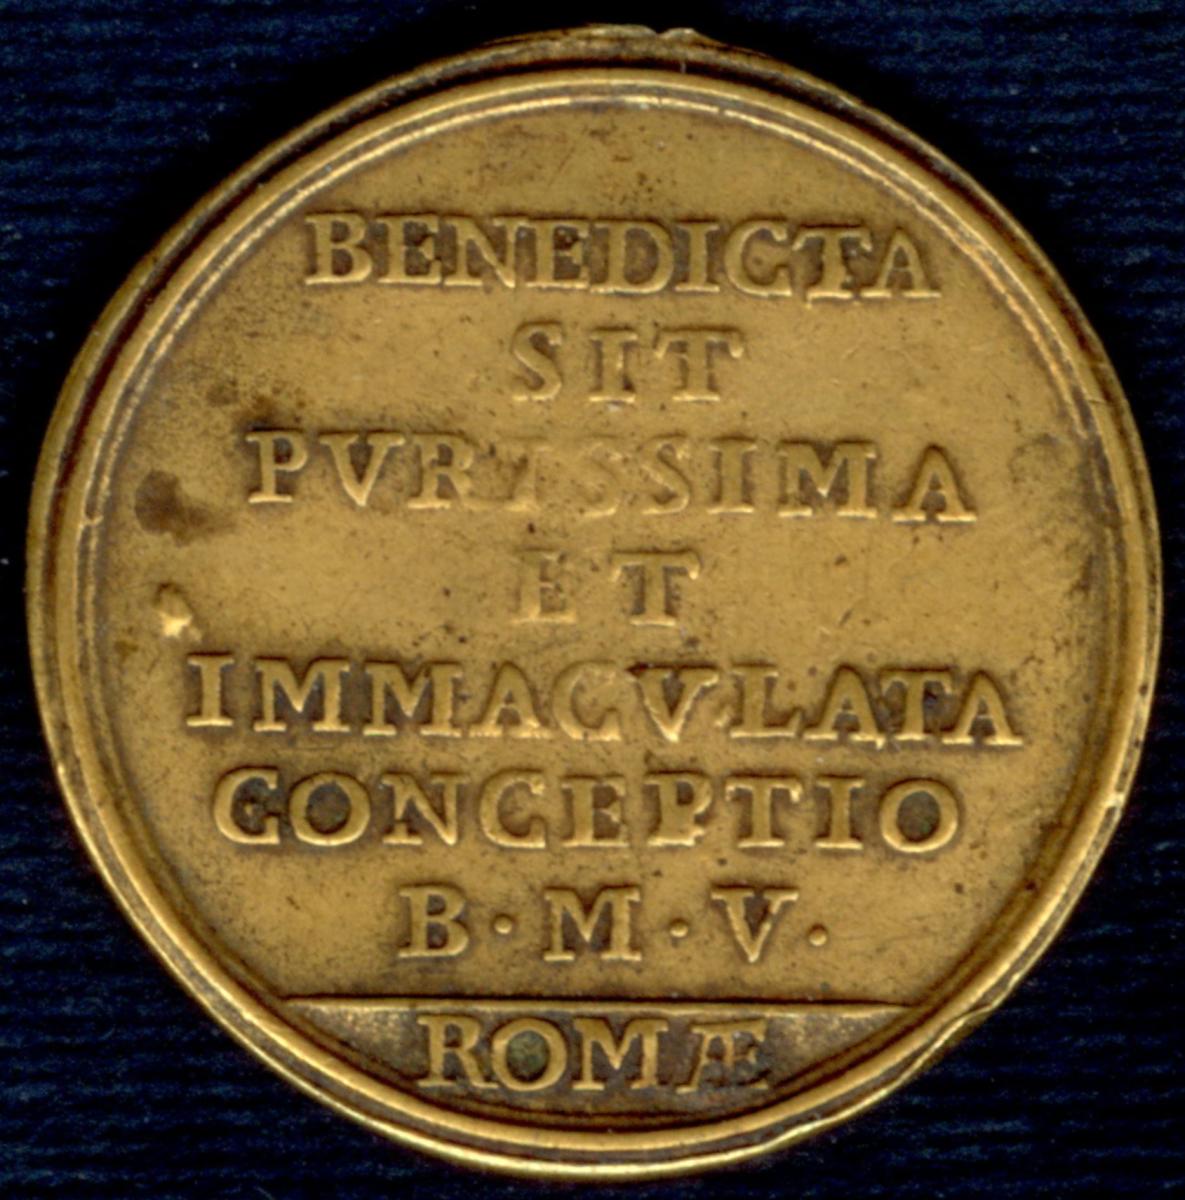 BENEDICTA
SIT
PVRISSIMA
ET
IMMACVLATA
CONCEPTIO
B·M·V·
ROMÆ